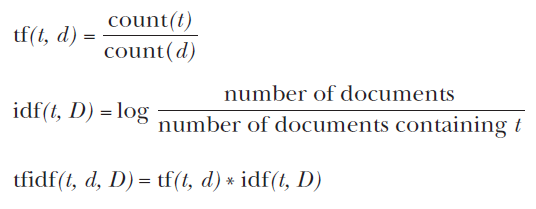 tf(t, d) = count(t) / count(d)
idf(t, D) = log number of documents / number of documents containing t
tfidf(t, d, D) = tf(t, d) * idf(t, D)